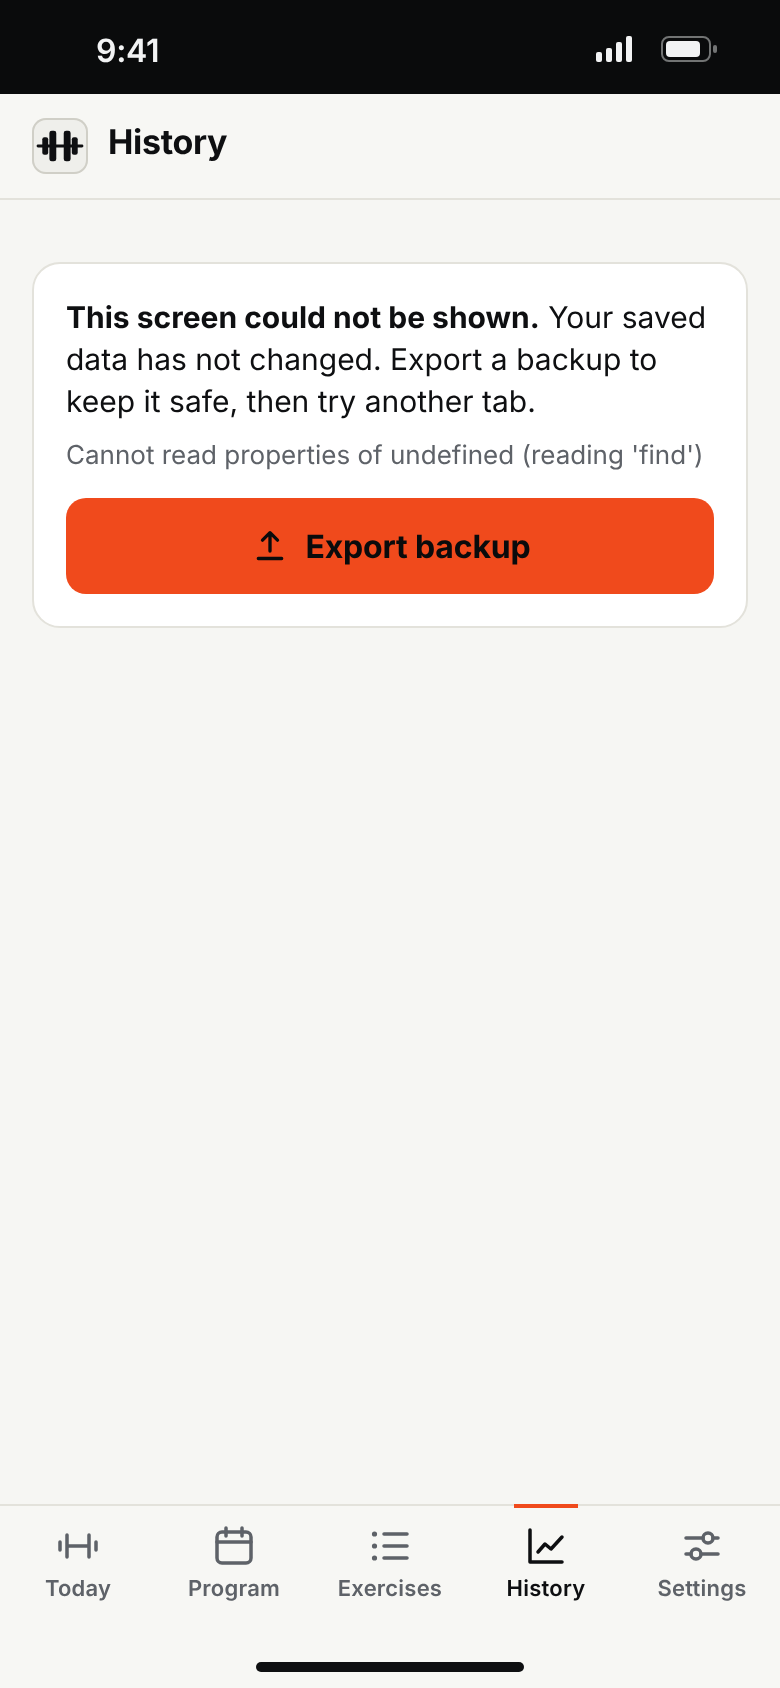 9:41
History
This screen could not be shown. Your saved
data has not changed. Export a backup to
keep it safe, then try another tab.
Cannot read properties of undefined (reading 'find')
Export backup
Today
Program
Exercises
History
Settings